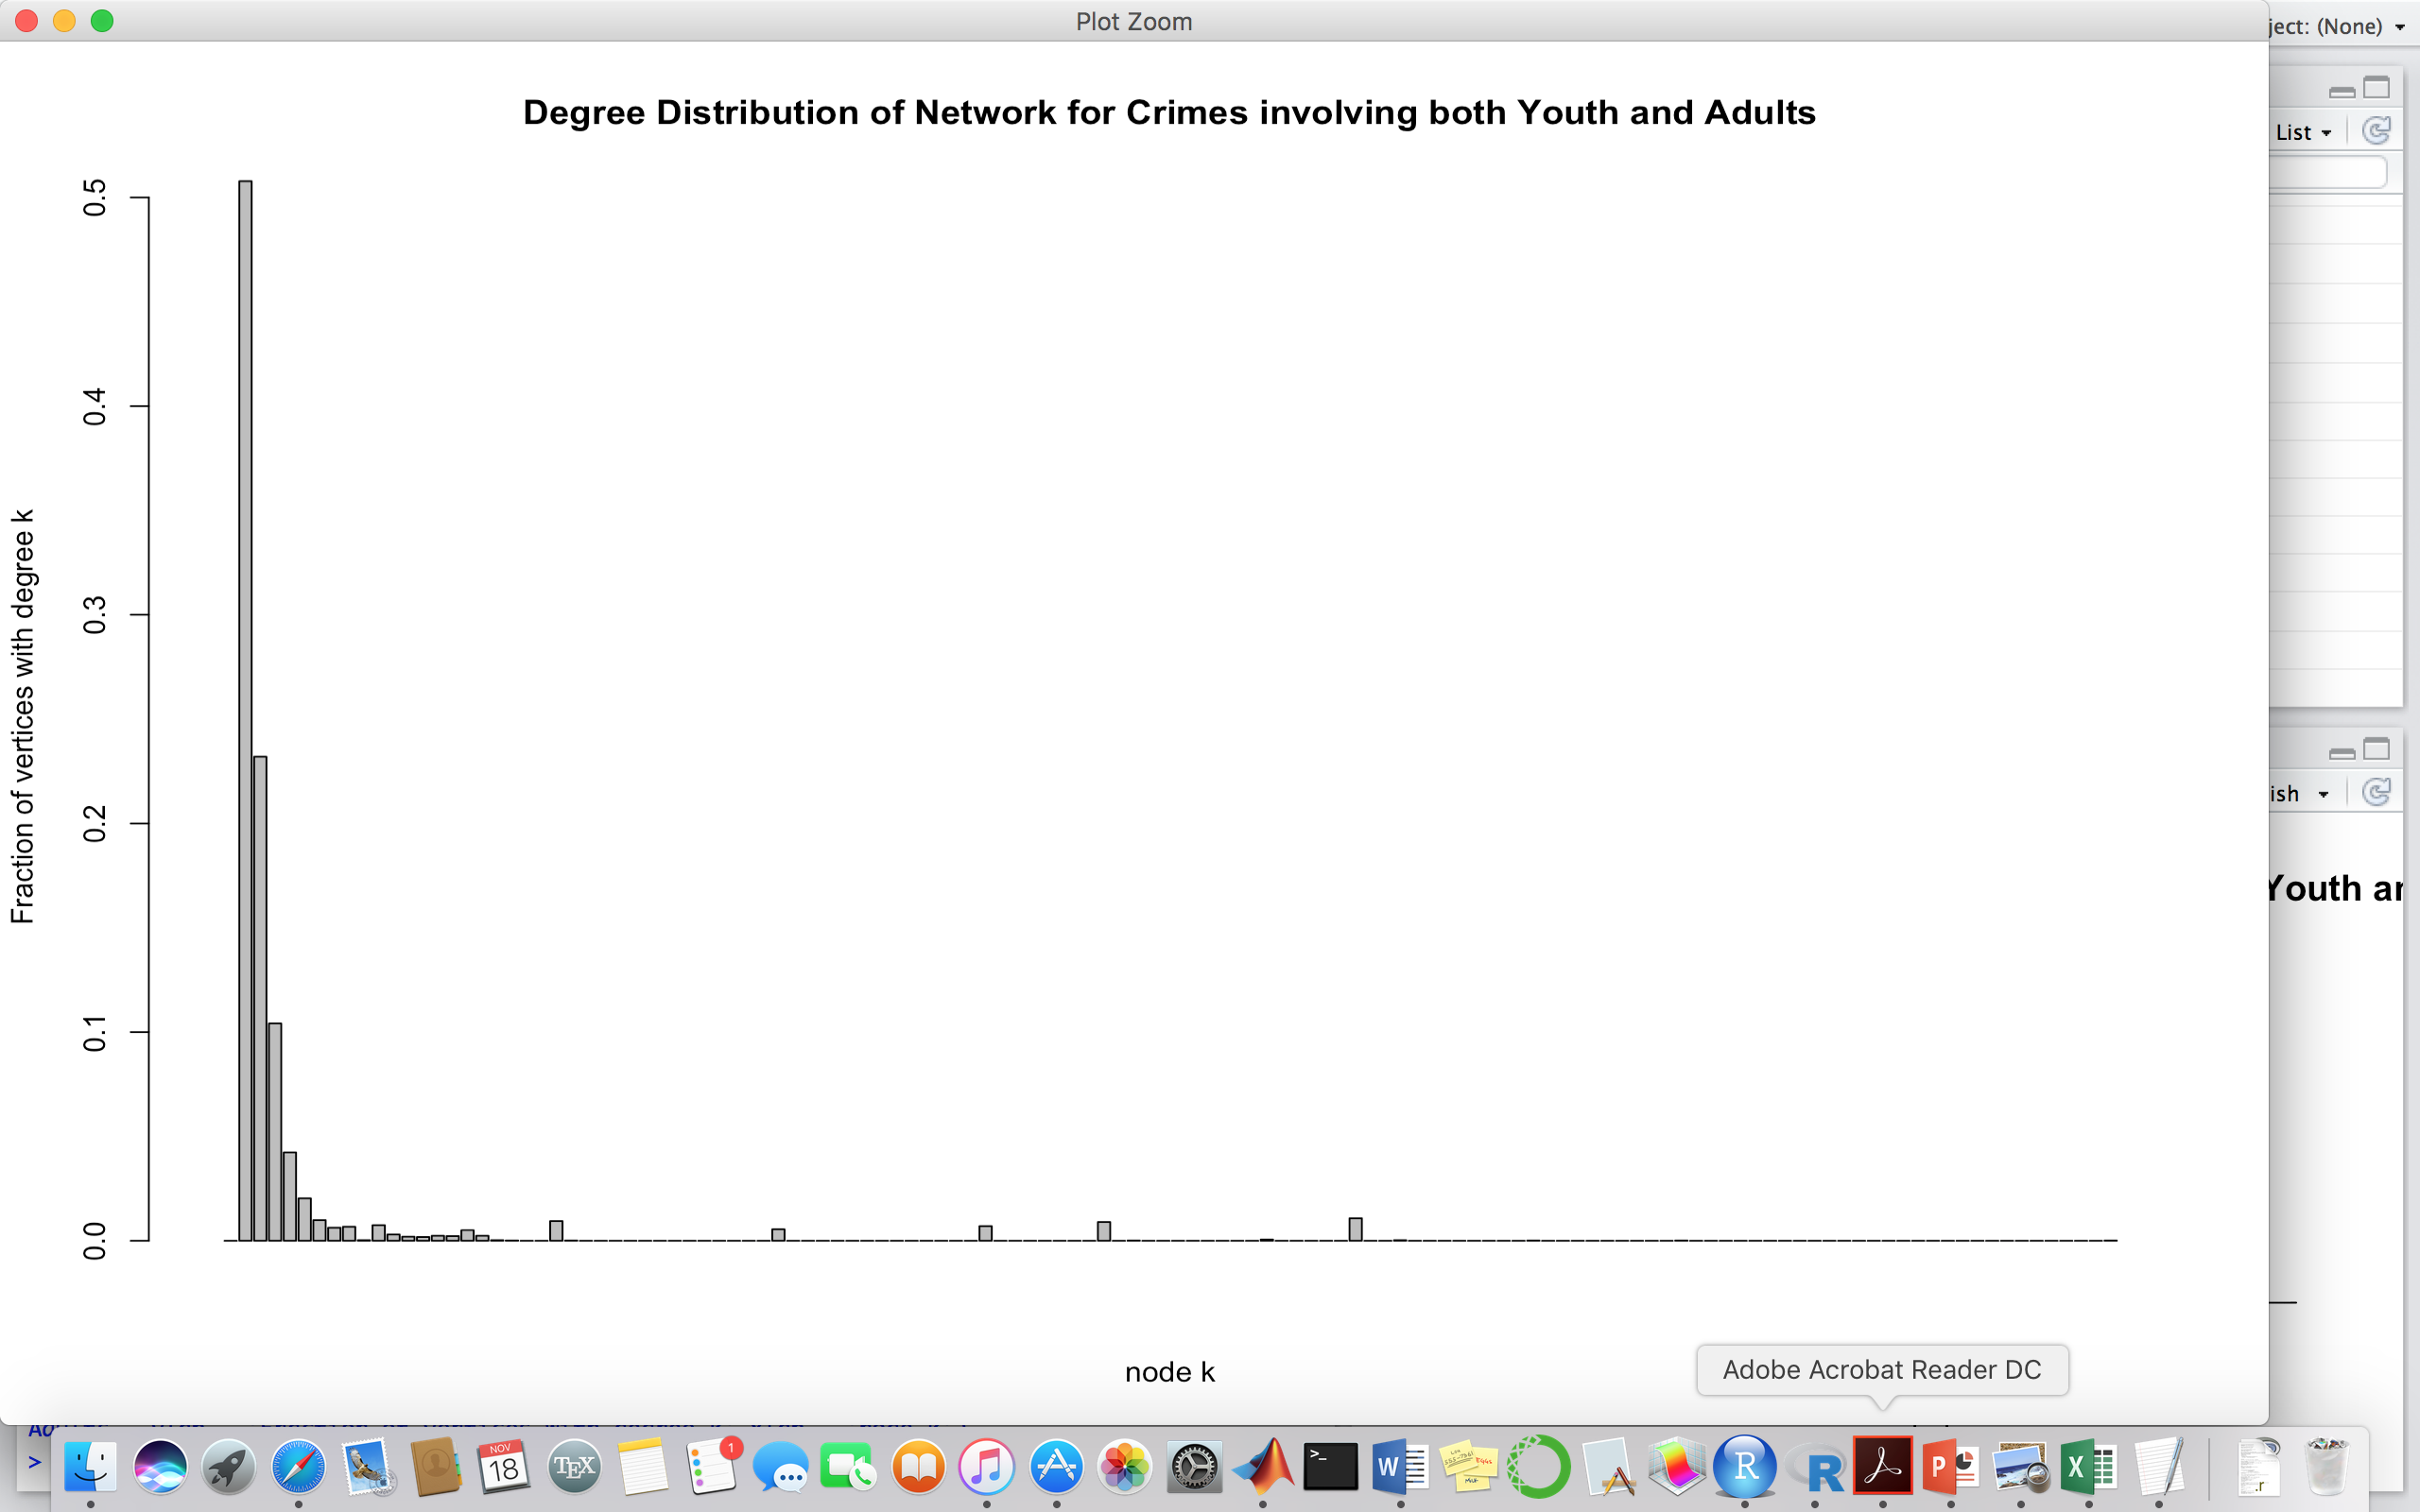 Plot Zoom
ject: (None)
Degree Distribution of Network for Crimes involving both Youth and Adults
List
0.5
0.4
0.3
0.2
0.1
0.0
Fraction of vertices with degree k
ish
Youth ar
node k
Adobe Acrobat Reader DC
>
NOV
18
TEX
1
>_
W
R
R
P
X
.r